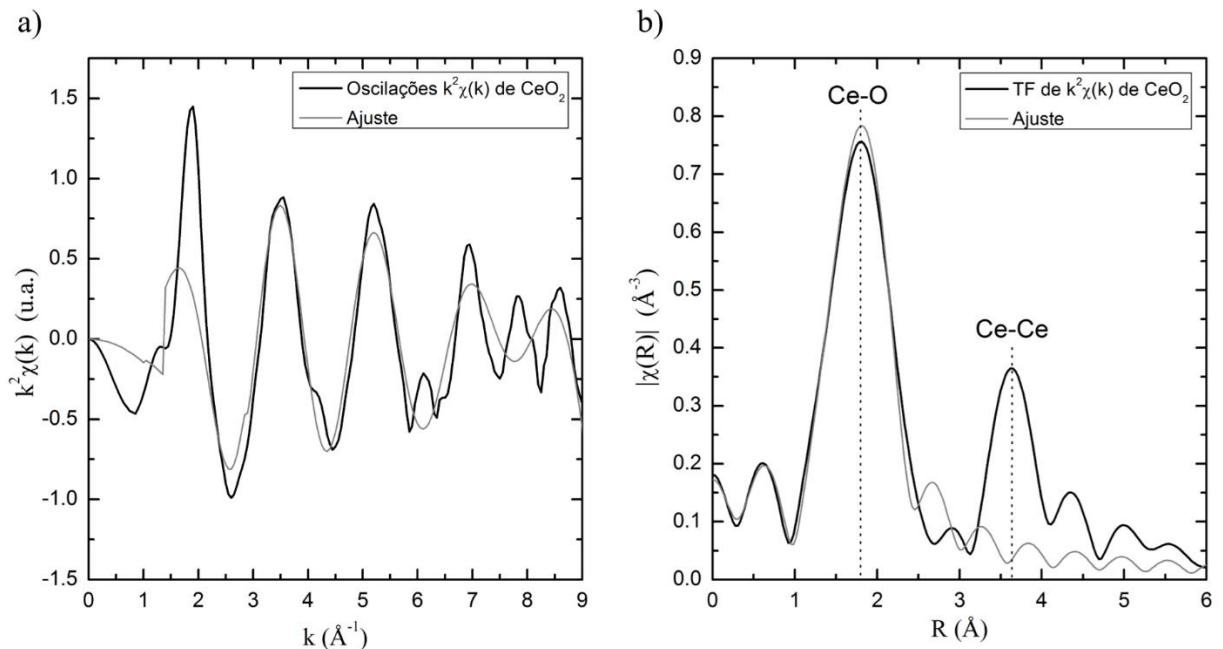 a)
1.5
1.0
0.5
0.0
-0.5
-1.0
-1.5
k²χ(k) (u.a.)
Oscilações k²χ(k) de CeO₂
Ajuste
0 1 2 3 4 5 6 7 8 9
k (Å⁻¹)
b)
0.9
0.8
0.7
0.6
0.5
0.4
0.3
0.2
0.1
0.0
|χ(R)| (Å⁻³)
Ce-O
TF de k²χ(k) de CeO₂
Ajuste
Ce-Ce
0 1 2 3 4 5 6
R (Å)